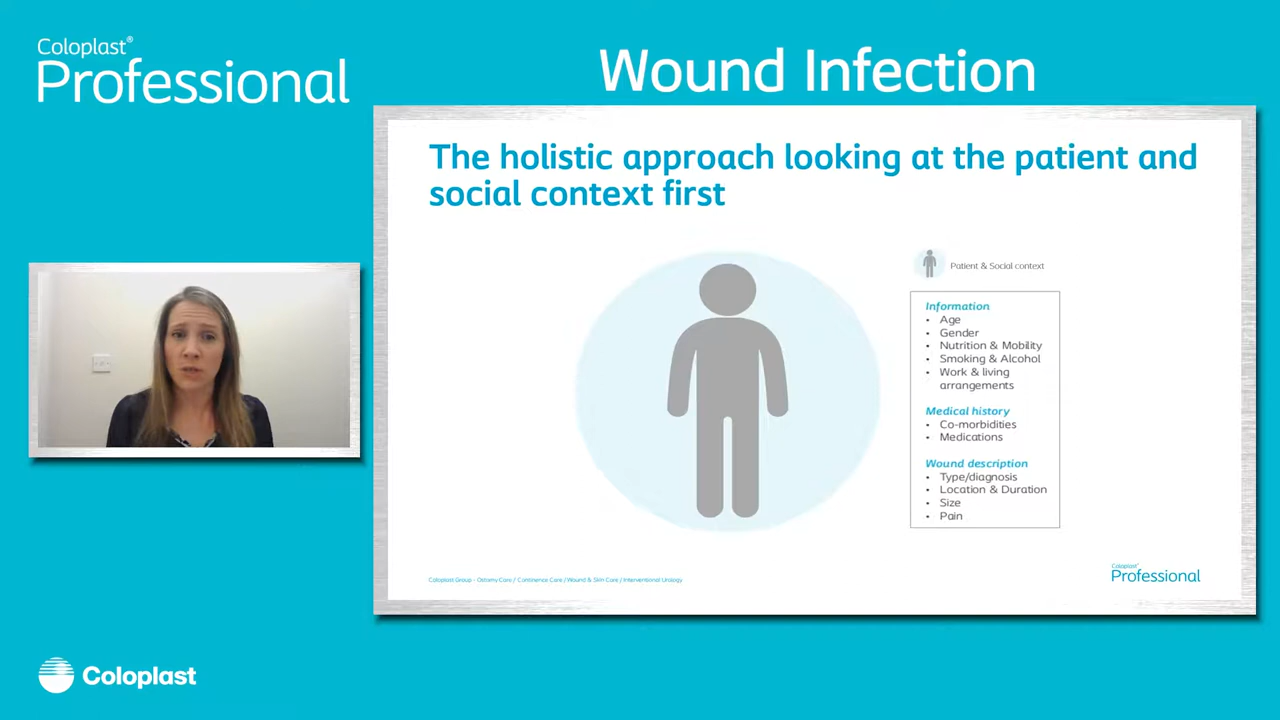 Coloplast®
Professional
Wound Infection
The holistic approach looking at the patient and
social context first
Patient & Social context
Information
• Age
• Gender
• Nutrition & Mobility
• Smoking & Alcohol
• Work & living
arrangements
Medical history
• Co-morbidities
• Medications
Wound description
• Type/diagnosis
• Location & Duration
• Size
• Pain
Coloplast Group - Ostomy Care / Continence Care / Wound & Skin Care / Interventional Urology
Coloplast®
Professional
Coloplast